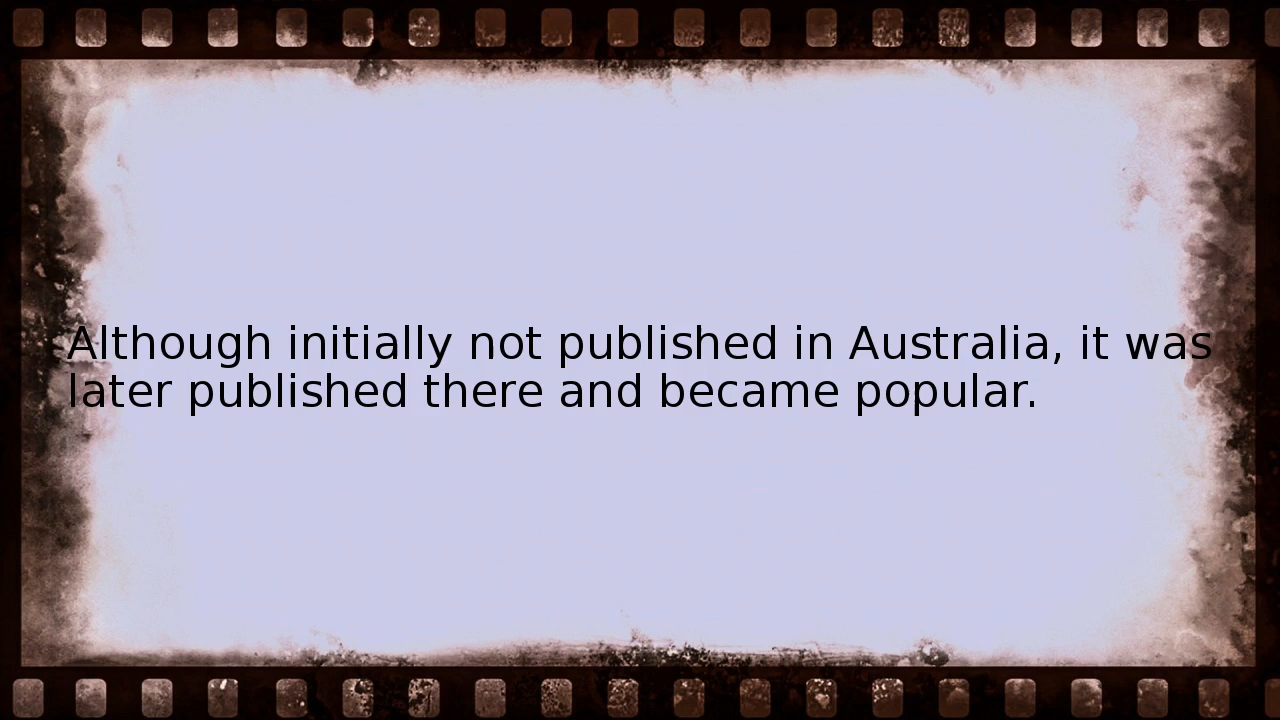 Although initially not published in Australia, it was
later published there and became popular.